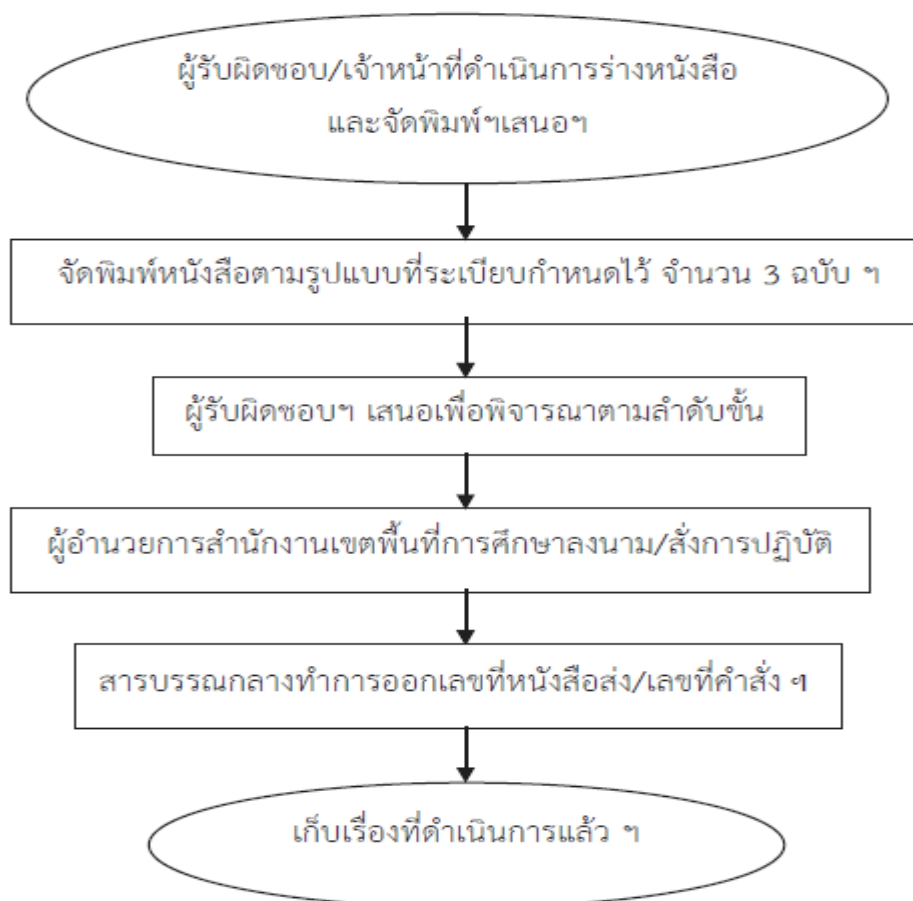 ผู้รับผิดชอบ/เจ้าหน้าที่ดำเนินการร่างหนังสือ
และจัดพิมพ์ฯเสนอฯ
จัดพิมพ์หนังสือตามรูปแบบที่ระเบียบกำหนดไว้ จำนวน 3 ฉบับ ฯ
ผู้รับผิดชอบฯ เสนอเพื่อพิจารณาตามลำดับขั้น
ผู้อำนวยการสำนักงานเขตพื้นที่การศึกษาลงนาม/สั่งการปฏิบัติ
สารบรรณกลางทำการออกเลขที่หนังสือส่ง/เลขที่คำสั่ง ฯ
เก็บเรื่องที่ดำเนินการแล้ว ฯ